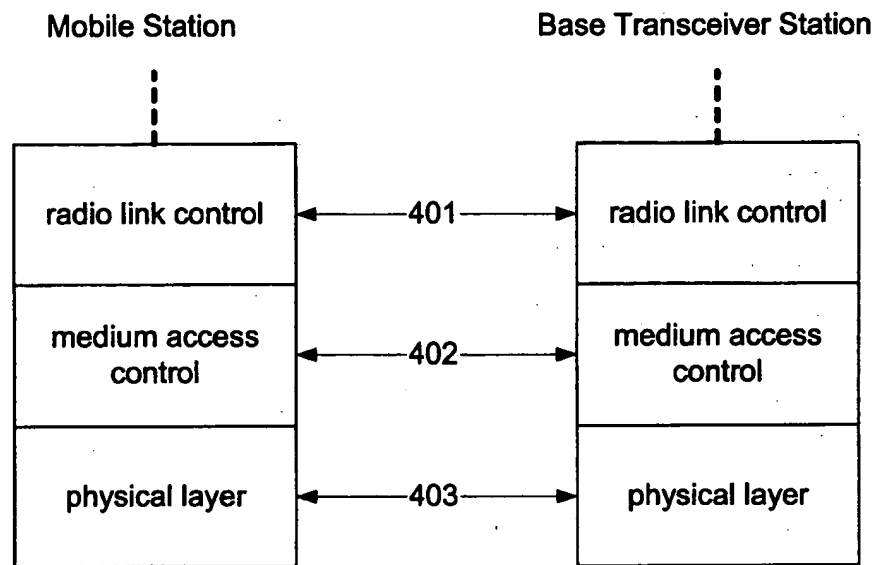 Mobile Station
Base Transceiver Station
radio link control
401
radio link control
medium access
control
402
medium access
control
physical layer
403
physical layer